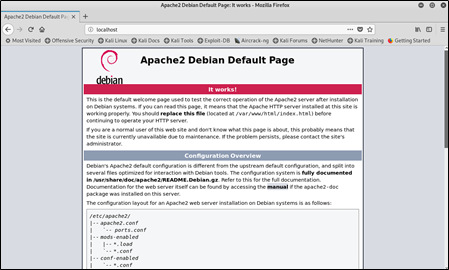 Apache2 Debian Default Page: It works - Mozilla Firefox
Apache2 Debian Default Page: It w
localhost
Most Visited Offensive Security Kali Linux Kali Docs Kali Tools Exploit-DB Aircrack-ng Kali Forums NetHunter Kali Training Getting Started
debian
Apache2 Debian Default Page
It works!
This is the default welcome page used to test the correct operation of the Apache2 server after installation
on Debian systems. If you can read this page, it means that the Apache HTTP server installed at this site is
working properly. You should replace this file (located at /var/www/html/index.html) before
continuing to operate your HTTP server.
If you are a normal user of this web site and don't know what this page is about, this probably means that
the site is currently unavailable due to maintenance. If the problem persists, please contact the site's
administrator.
Configuration Overview
Debian's Apache2 default configuration is different from the upstream default configuration, and split into
several files optimized for interaction with Debian tools. The configuration system is fully documented
in /usr/share/doc/apache2/README.Debian.gz. Refer to this for the full documentation.
Documentation for the web server itself can be found by accessing the manual if the apache2-doc
package was installed on this server.
The configuration layout for an Apache2 web server installation on Debian systems is as follows:
/etc/apache2/
|-- apache2.conf
| `-- ports.conf
|-- mods-enabled
| |-- *.load
| `-- *.conf
|-- conf-enabled
| `-- *.conf